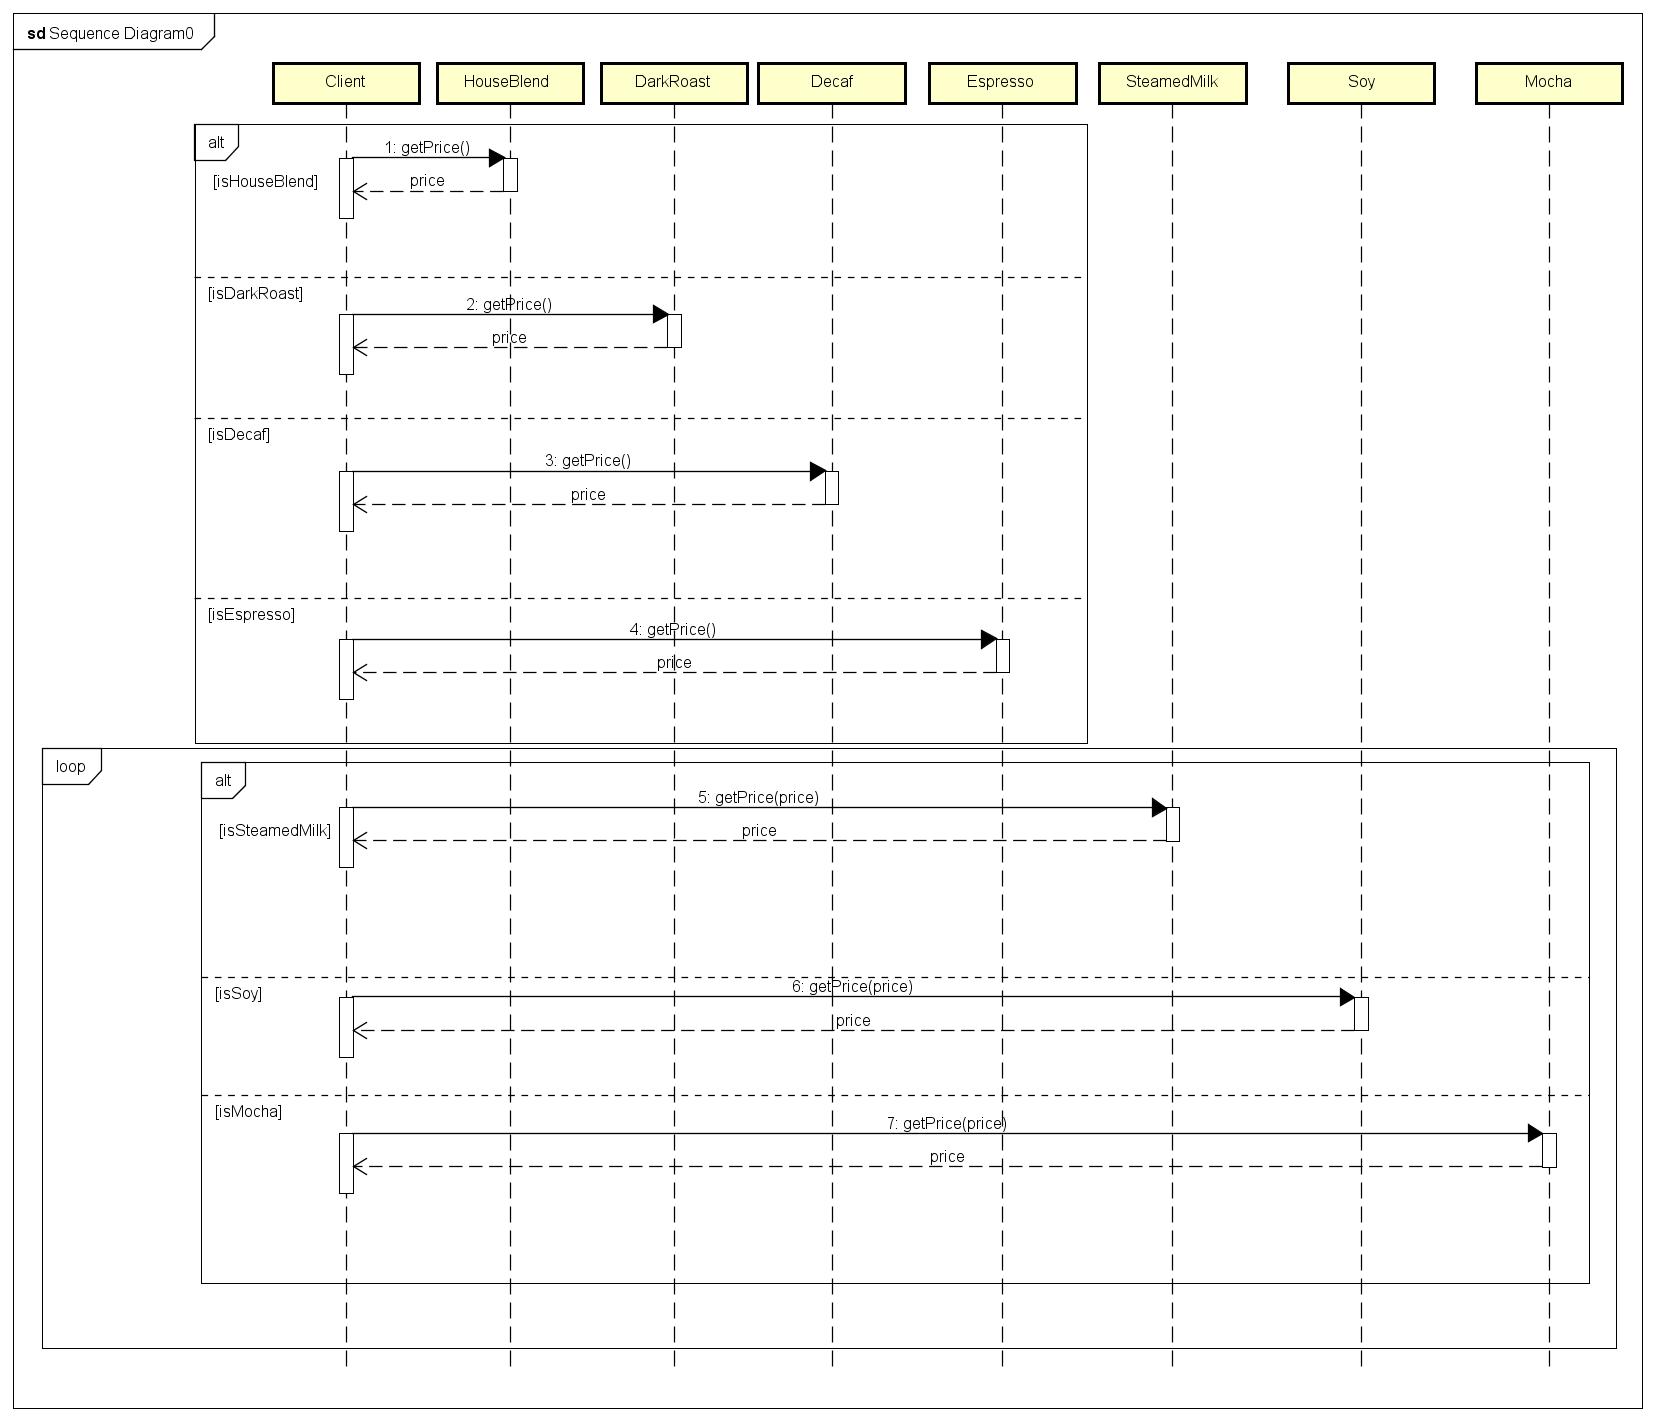 sd Sequence Diagram0
Client
HouseBlend
DarkRoast
Decaf
Espresso
SteamedMilk
Soy
Mocha
alt
1: getPrice()
[isHouseBlend]
price
[isDarkRoast]
2: getPrice()
price
[isDecaf]
3: getPrice()
price
[isEspresso]
4: getPrice()
price
loop
alt
5: getPrice(price)
[isSteamedMilk]
price
[isSoy]
6: getPrice(price)
price
[isMocha]
7: getPrice(price)
price